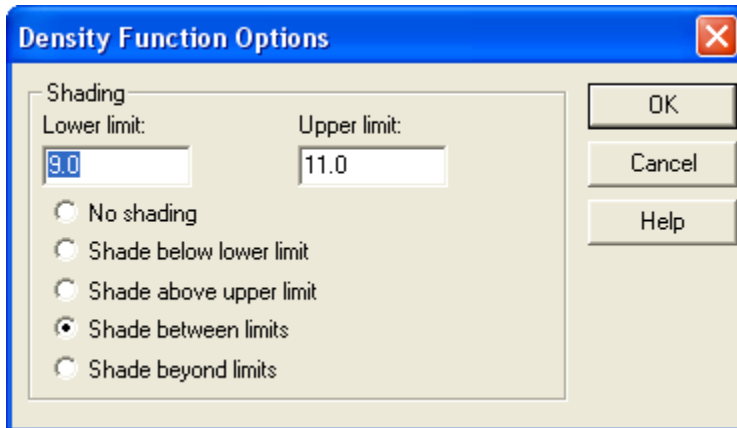 Density Function Options
Shading
Lower limit:
Upper limit:
9.0
11.0
No shading
Shade below lower limit
Shade above upper limit
Shade between limits
Shade beyond limits
OK
Cancel
Help